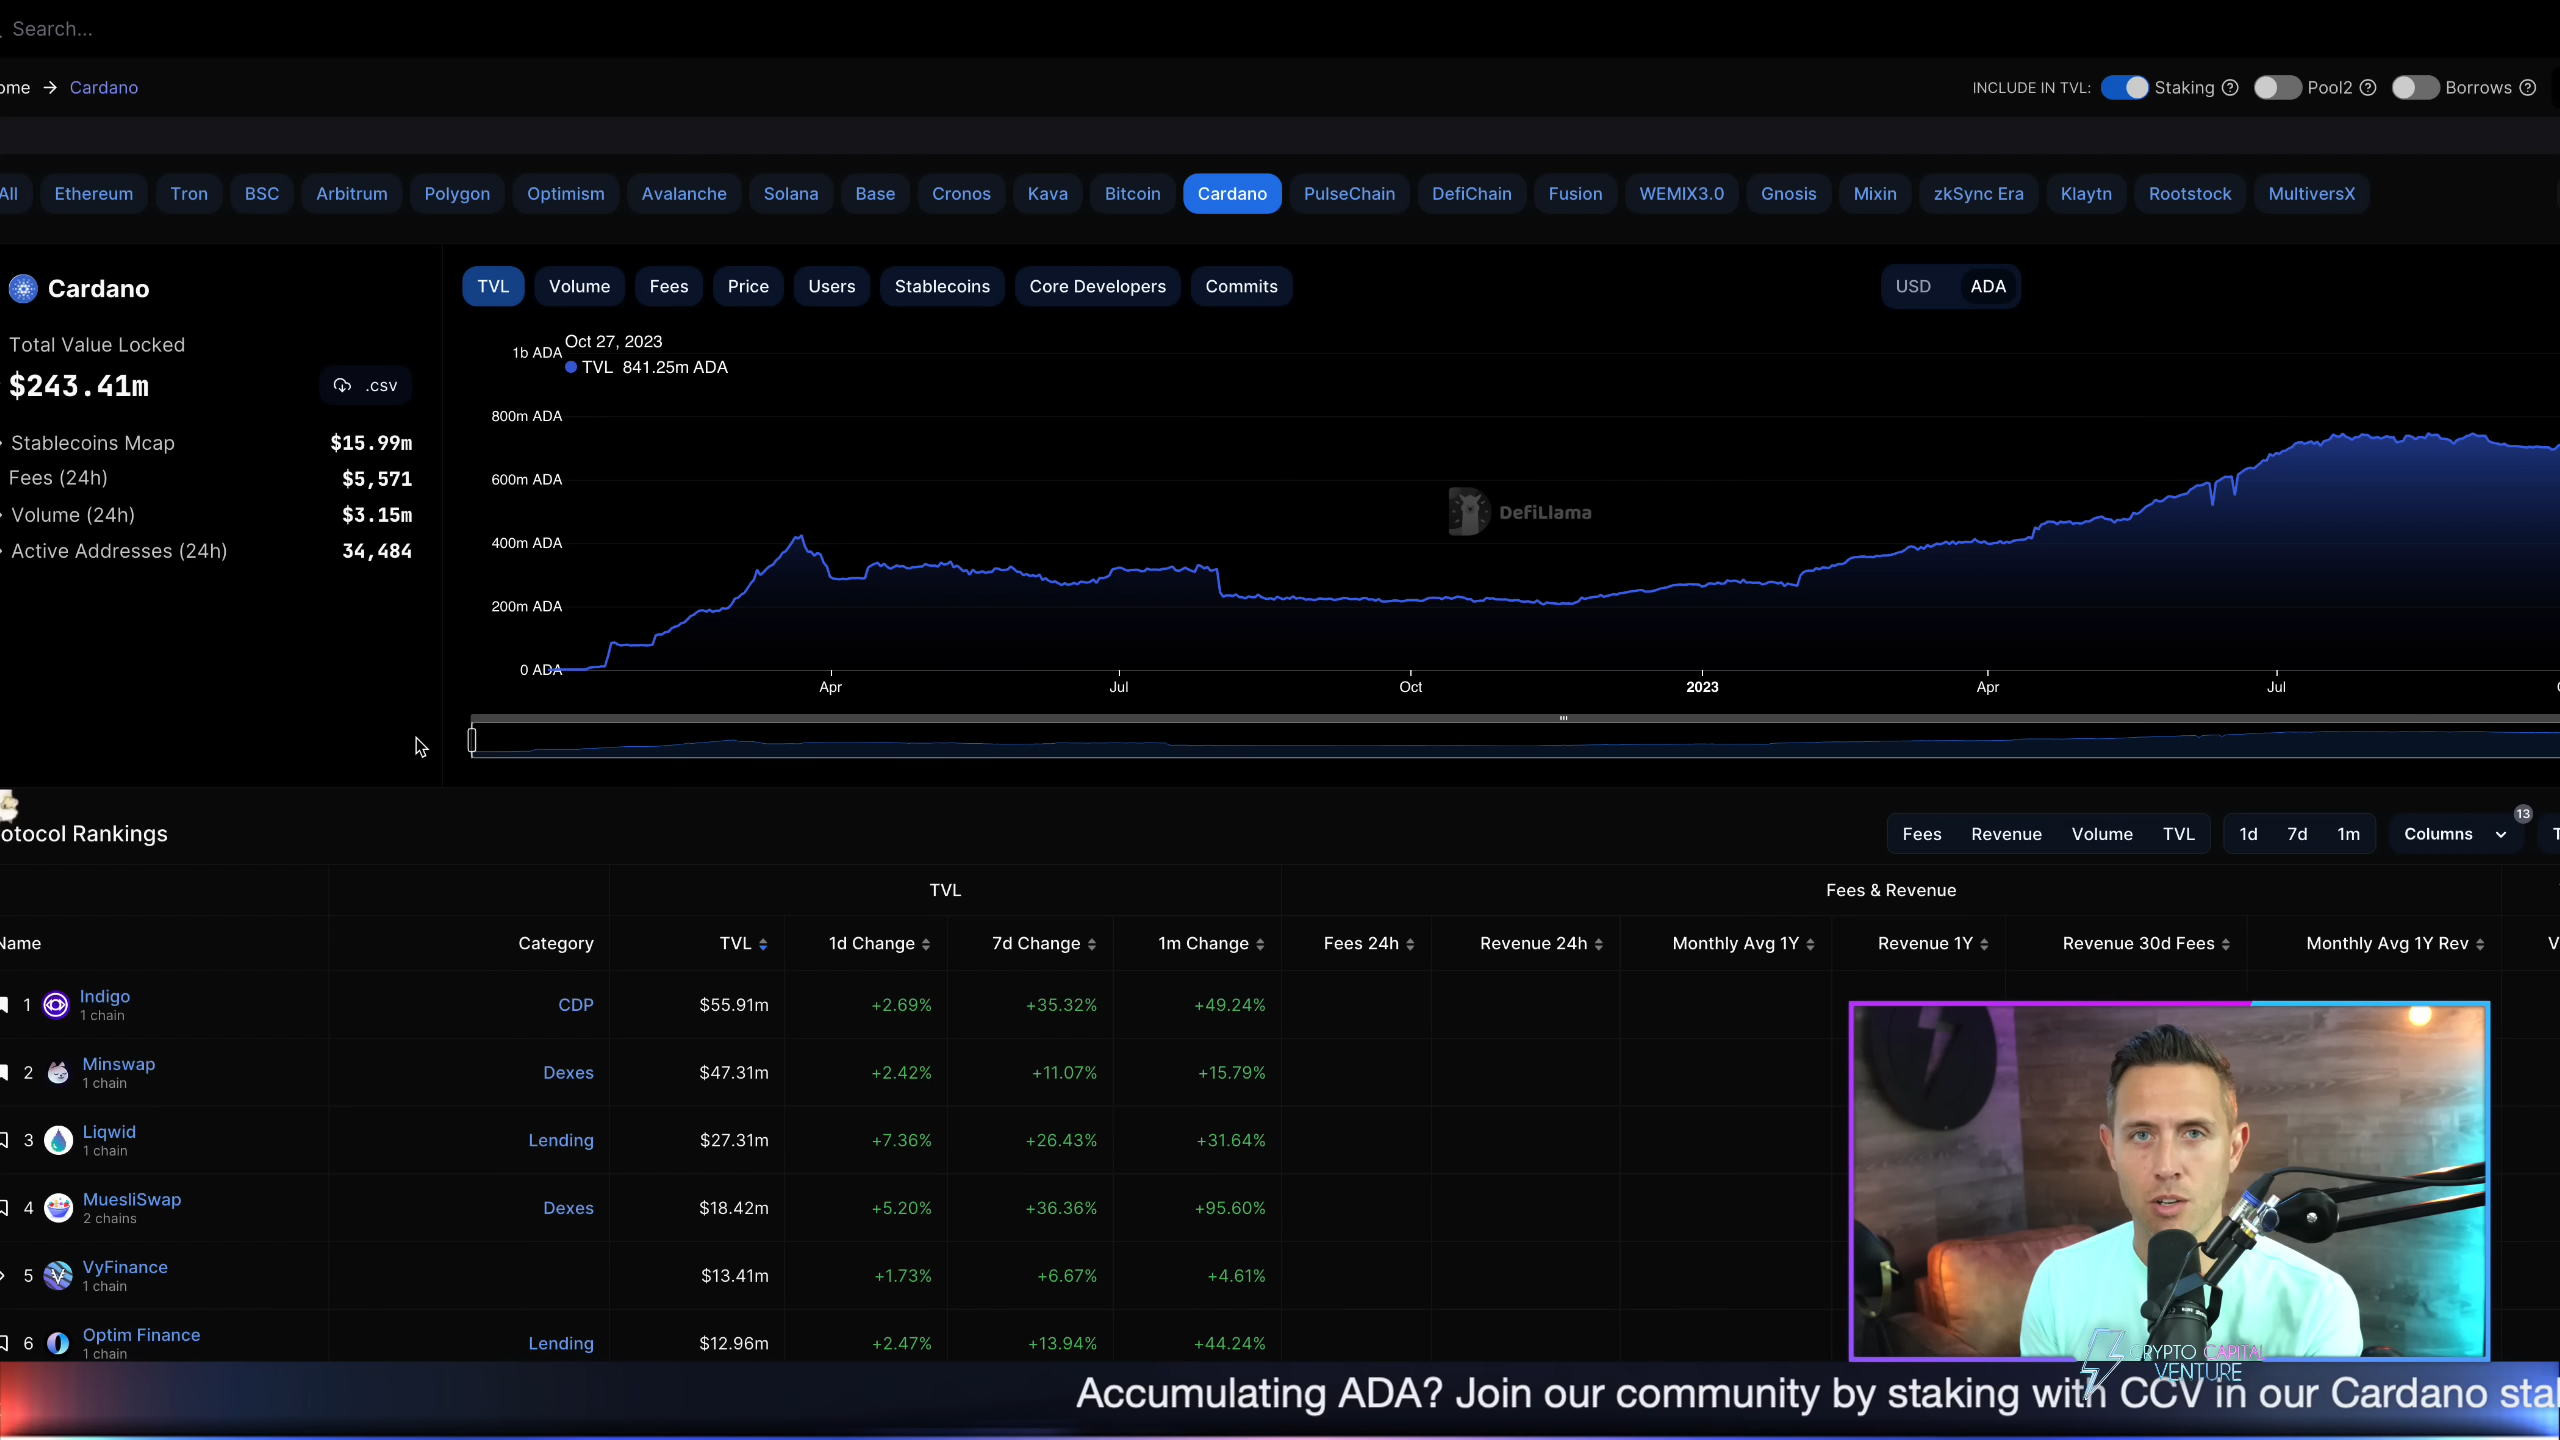 Search...
ome → Cardano
INCLUDE IN TVL: Staking Pool2 Borrows
All Ethereum Tron BSC Arbitrum Polygon Optimism Avalanche Solana Base Cronos Kava Bitcoin Cardano PulseChain DefiChain Fusion WEMIX3.0 Gnosis Mixin zkSync Era Klaytn Rootstock MultiversX
Cardano
Total Value Locked
$243.41m
.csv
Stablecoins Mcap $15.99m
Fees (24h) $5,571
Volume (24h) $3.15m
Active Addresses (24h) 34,484
TVL Volume Fees Price Users Stablecoins Core Developers Commits
USD ADA
Oct 27, 2023
TVL 841.25m ADA
1b ADA
800m ADA
600m ADA
400m ADA
200m ADA
0 ADA
DefiLlama
Apr Jul Oct 2023 Apr Jul
otocol Rankings
Fees Revenue Volume TVL 1d 7d 1m Columns 13
TVL Fees & Revenue
Name Category TVL 1d Change 7d Change 1m Change Fees 24h Revenue 24h Monthly Avg 1Y Revenue 1Y Revenue 30d Fees Monthly Avg 1Y Rev V
1 Indigo CDP $55.91m +2.69% +35.32% +49.24%
1 chain
2 Minswap Dexes $47.31m +2.42% +11.07% +15.79%
1 chain
3 Liqwid Lending $27.31m +7.36% +26.43% +31.64%
1 chain
4 MuesliSwap Dexes $18.42m +5.20% +36.36% +95.60%
2 chains
5 VyFinance $13.41m +1.73% +6.67% +4.61%
1 chain
6 Optim Finance Lending $12.96m +2.47% +13.94% +44.24%
1 chain
CRYPTO CAPITAL
VENTURE
Accumulating ADA? Join our community by staking with CCV in our Cardano sta